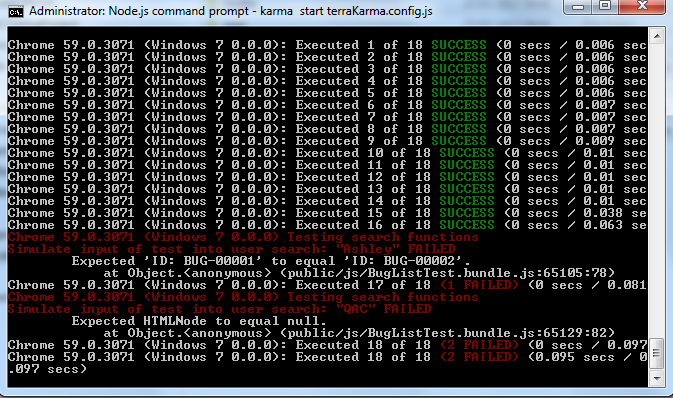 Administrator: Node.js command prompt - karma start terraKarma.config.js
Chrome 59.0.3071 (Windows 7 0.0.0): Executed 1 of 18 SUCCESS (0 secs / 0.006 sec
Chrome 59.0.3071 (Windows 7 0.0.0): Executed 2 of 18 SUCCESS (0 secs / 0.006 sec
Chrome 59.0.3071 (Windows 7 0.0.0): Executed 3 of 18 SUCCESS (0 secs / 0.006 sec
Chrome 59.0.3071 (Windows 7 0.0.0): Executed 4 of 18 SUCCESS (0 secs / 0.006 sec
Chrome 59.0.3071 (Windows 7 0.0.0): Executed 5 of 18 SUCCESS (0 secs / 0.006 sec
Chrome 59.0.3071 (Windows 7 0.0.0): Executed 6 of 18 SUCCESS (0 secs / 0.007 sec
Chrome 59.0.3071 (Windows 7 0.0.0): Executed 7 of 18 SUCCESS (0 secs / 0.007 sec
Chrome 59.0.3071 (Windows 7 0.0.0): Executed 8 of 18 SUCCESS (0 secs / 0.007 sec
Chrome 59.0.3071 (Windows 7 0.0.0): Executed 9 of 18 SUCCESS (0 secs / 0.009 sec
Chrome 59.0.3071 (Windows 7 0.0.0): Executed 10 of 18 SUCCESS (0 secs / 0.01 sec
Chrome 59.0.3071 (Windows 7 0.0.0): Executed 11 of 18 SUCCESS (0 secs / 0.01 sec
Chrome 59.0.3071 (Windows 7 0.0.0): Executed 12 of 18 SUCCESS (0 secs / 0.01 sec
Chrome 59.0.3071 (Windows 7 0.0.0): Executed 13 of 18 SUCCESS (0 secs / 0.01 sec
Chrome 59.0.3071 (Windows 7 0.0.0): Executed 14 of 18 SUCCESS (0 secs / 0.01 sec
Chrome 59.0.3071 (Windows 7 0.0.0): Executed 15 of 18 SUCCESS (0 secs / 0.038 se
Chrome 59.0.3071 (Windows 7 0.0.0): Executed 16 of 18 SUCCESS (0 secs / 0.063 se
Chrome 59.0.3071 (Windows 7 0.0.0) Testing search functions
Simulate input of test into user search: "Ashley" FAILED
Expected 'ID: BUG-00001' to equal 'ID: BUG-00002'.
at Object.<anonymous> (public/js/BugListTest.bundle.js:65105:78)
Chrome 59.0.3071 (Windows 7 0.0.0): Executed 17 of 18 (1 FAILED) (0 secs / 0.081
Chrome 59.0.3071 (Windows 7 0.0.0) Testing search functions
Simulate input of test into user search: "QAC" FAILED
Expected HTMLNode to equal null.
at Object.<anonymous> (public/js/BugListTest.bundle.js:65129:82)
Chrome 59.0.3071 (Windows 7 0.0.0): Executed 18 of 18 (2 FAILED) (0 secs / 0.097
Chrome 59.0.3071 (Windows 7 0.0.0): Executed 18 of 18 (2 FAILED) (0.095 secs / 0
.097 secs)